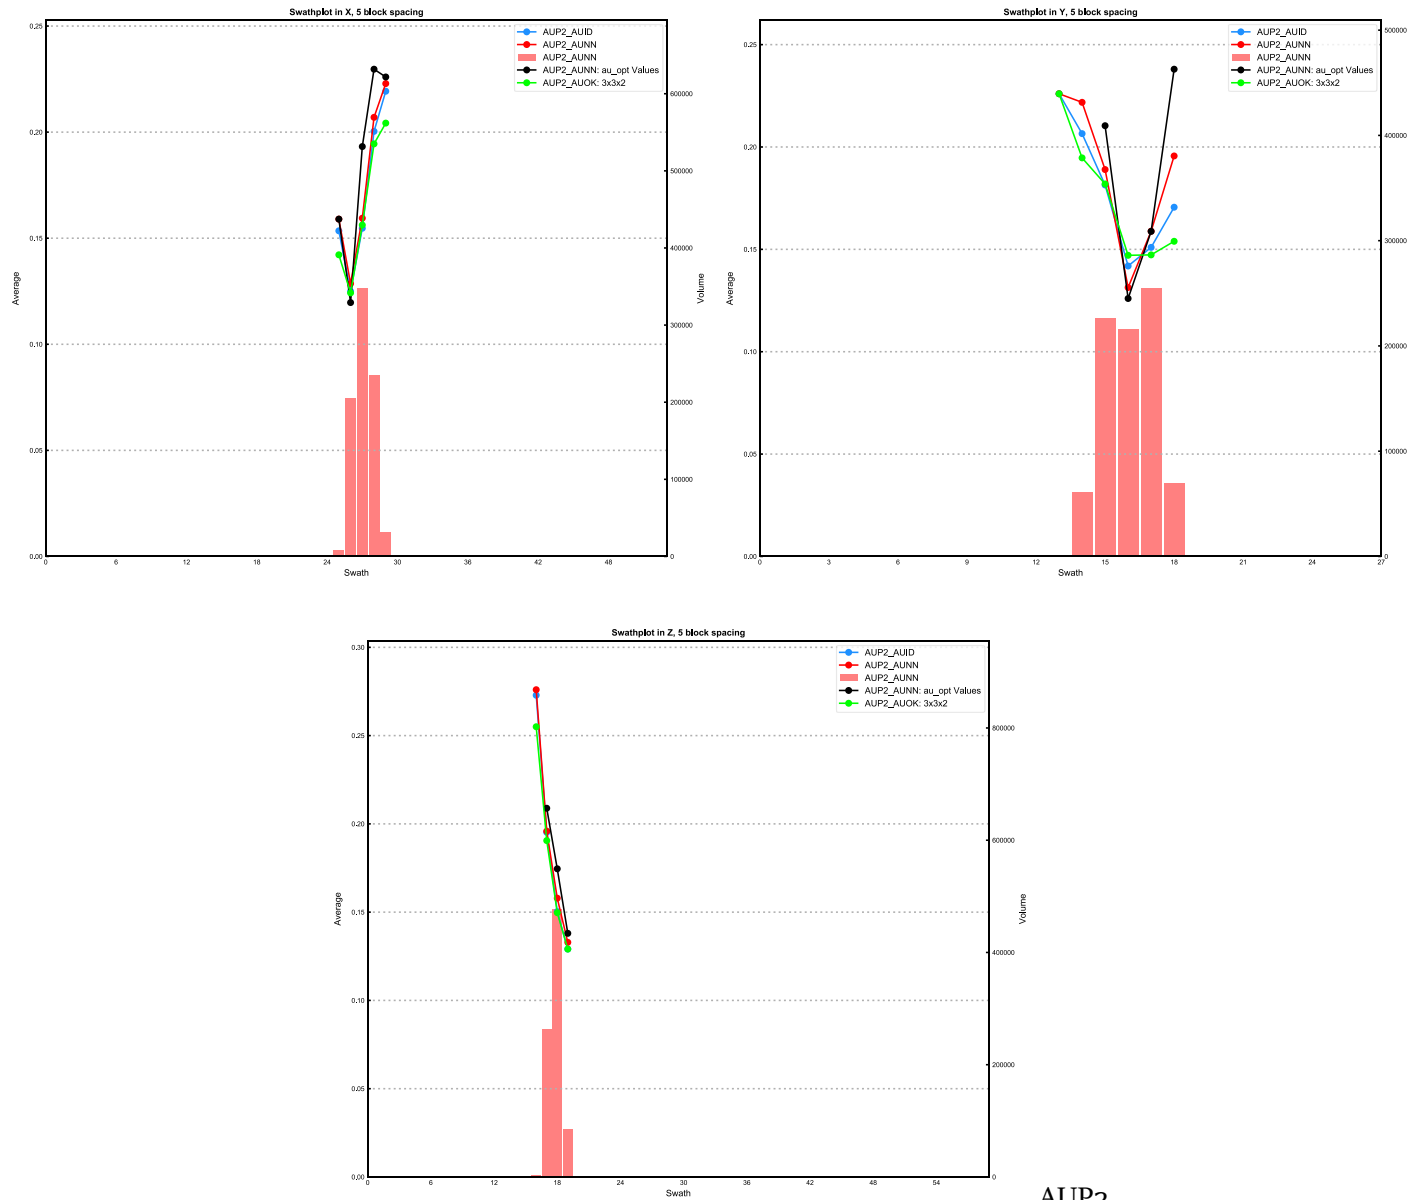 Swathplot in X, 5 block spacing
AUP2_AUID
AUP2_AUNN
AUP2_AUNN
AUP2_AUNN: au_opt Values
AUP2_AUOK: 3x3x2
0.25
0.20
0.15
0.10
0.05
0.00
Average
600000
500000
400000
300000
200000
100000
0
Volume
0 6 12 18 24 30 36 42 48
Swath
Swathplot in Y, 5 block spacing
AUP2_AUID
AUP2_AUNN
AUP2_AUNN
AUP2_AUNN: au_opt Values
AUP2_AUOK: 3x3x2
0.25
0.20
0.15
0.10
0.05
0.00
Average
500000
400000
300000
200000
100000
0
0 3 6 9 12 15 18 21 24 27
Swath
Swathplot in Z, 5 block spacing
AUP2_AUID
AUP2_AUNN
AUP2_AUNN
AUP2_AUNN: au_opt Values
AUP2_AUOK: 3x3x2
0.30
0.25
0.20
0.15
0.10
0.05
0.00
Average
800000
600000
400000
200000
0
Volume
0 6 12 18 24 30 36 42 48 54
Swath